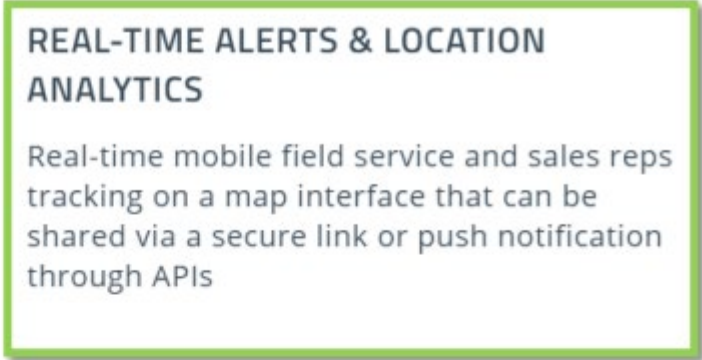 REAL-TIME ALERTS & LOCATION
ANALYTICS
Real-time mobile field service and sales reps
tracking on a map interface that can be
shared via a secure link or push notification
through APIs